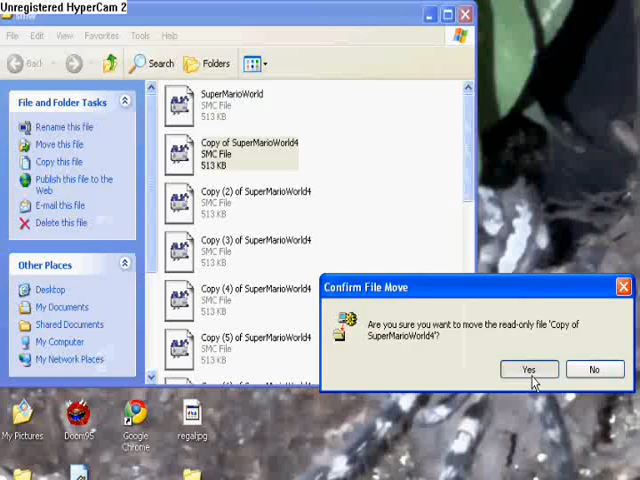 Unregistered HyperCam 2
File Edit View Favorites Tools Help
Back Search Folders
File and Folder Tasks
Rename this file
Move this file
Copy this file
Publish this file to the
Web
E-mail this file
Delete this file
Other Places
Desktop
My Documents
Shared Documents
My Computer
My Network Places
SuperMarioWorld
SMC File
513 KB
Copy of SuperMarioWorld4
SMC File
513 KB
Copy (2) of SuperMarioWorld4
SMC File
513 KB
Copy (3) of SuperMarioWorld4
SMC File
513 KB
Copy (4) of SuperMarioWorld4
SMC File
513 KB
Copy (5) of SuperMarioWorld4
SMC File
513 KB
Confirm File Move
Are you sure you want to move the read-only file 'Copy of
SuperMarioWorld4'?
Yes No
My Pictures
Doom95
Google
Chrome
regal.jpg